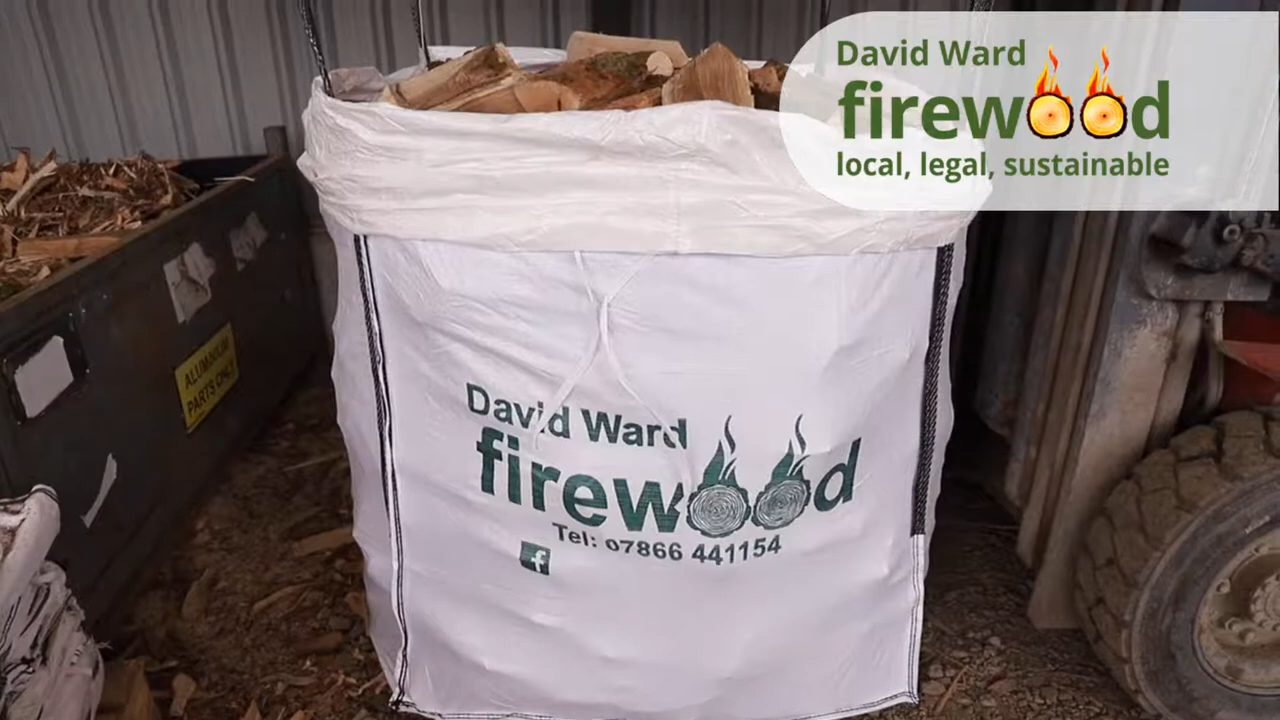 David Ward
firewood
local, legal, sustainable
ALUMINIUM
PARTS ONLY
David Ward
firewood
Tel: 07866 441154
f